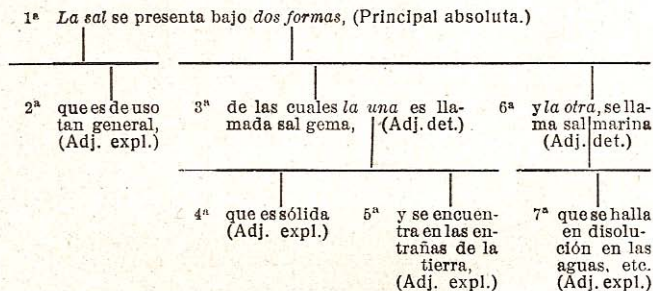 1ª La sal se presenta bajo dos formas, (Principal absoluta.)
2ª que es de uso
tan general,
(Adj. expl.)
3ª de las cuales la una es lla-
mada sal gema, (Adj. det.)
6ª y la otra, se lla-
ma sal marina
(Adj. det.)
4ª que es sólida
(Adj. expl.)
5ª y se encuen-
tra en las en-
trañas de la
tierra,
(Adj. expl.)
7ª que se halla
en disolu-
ción en las
aguas, etc.
(Adj. expl.)